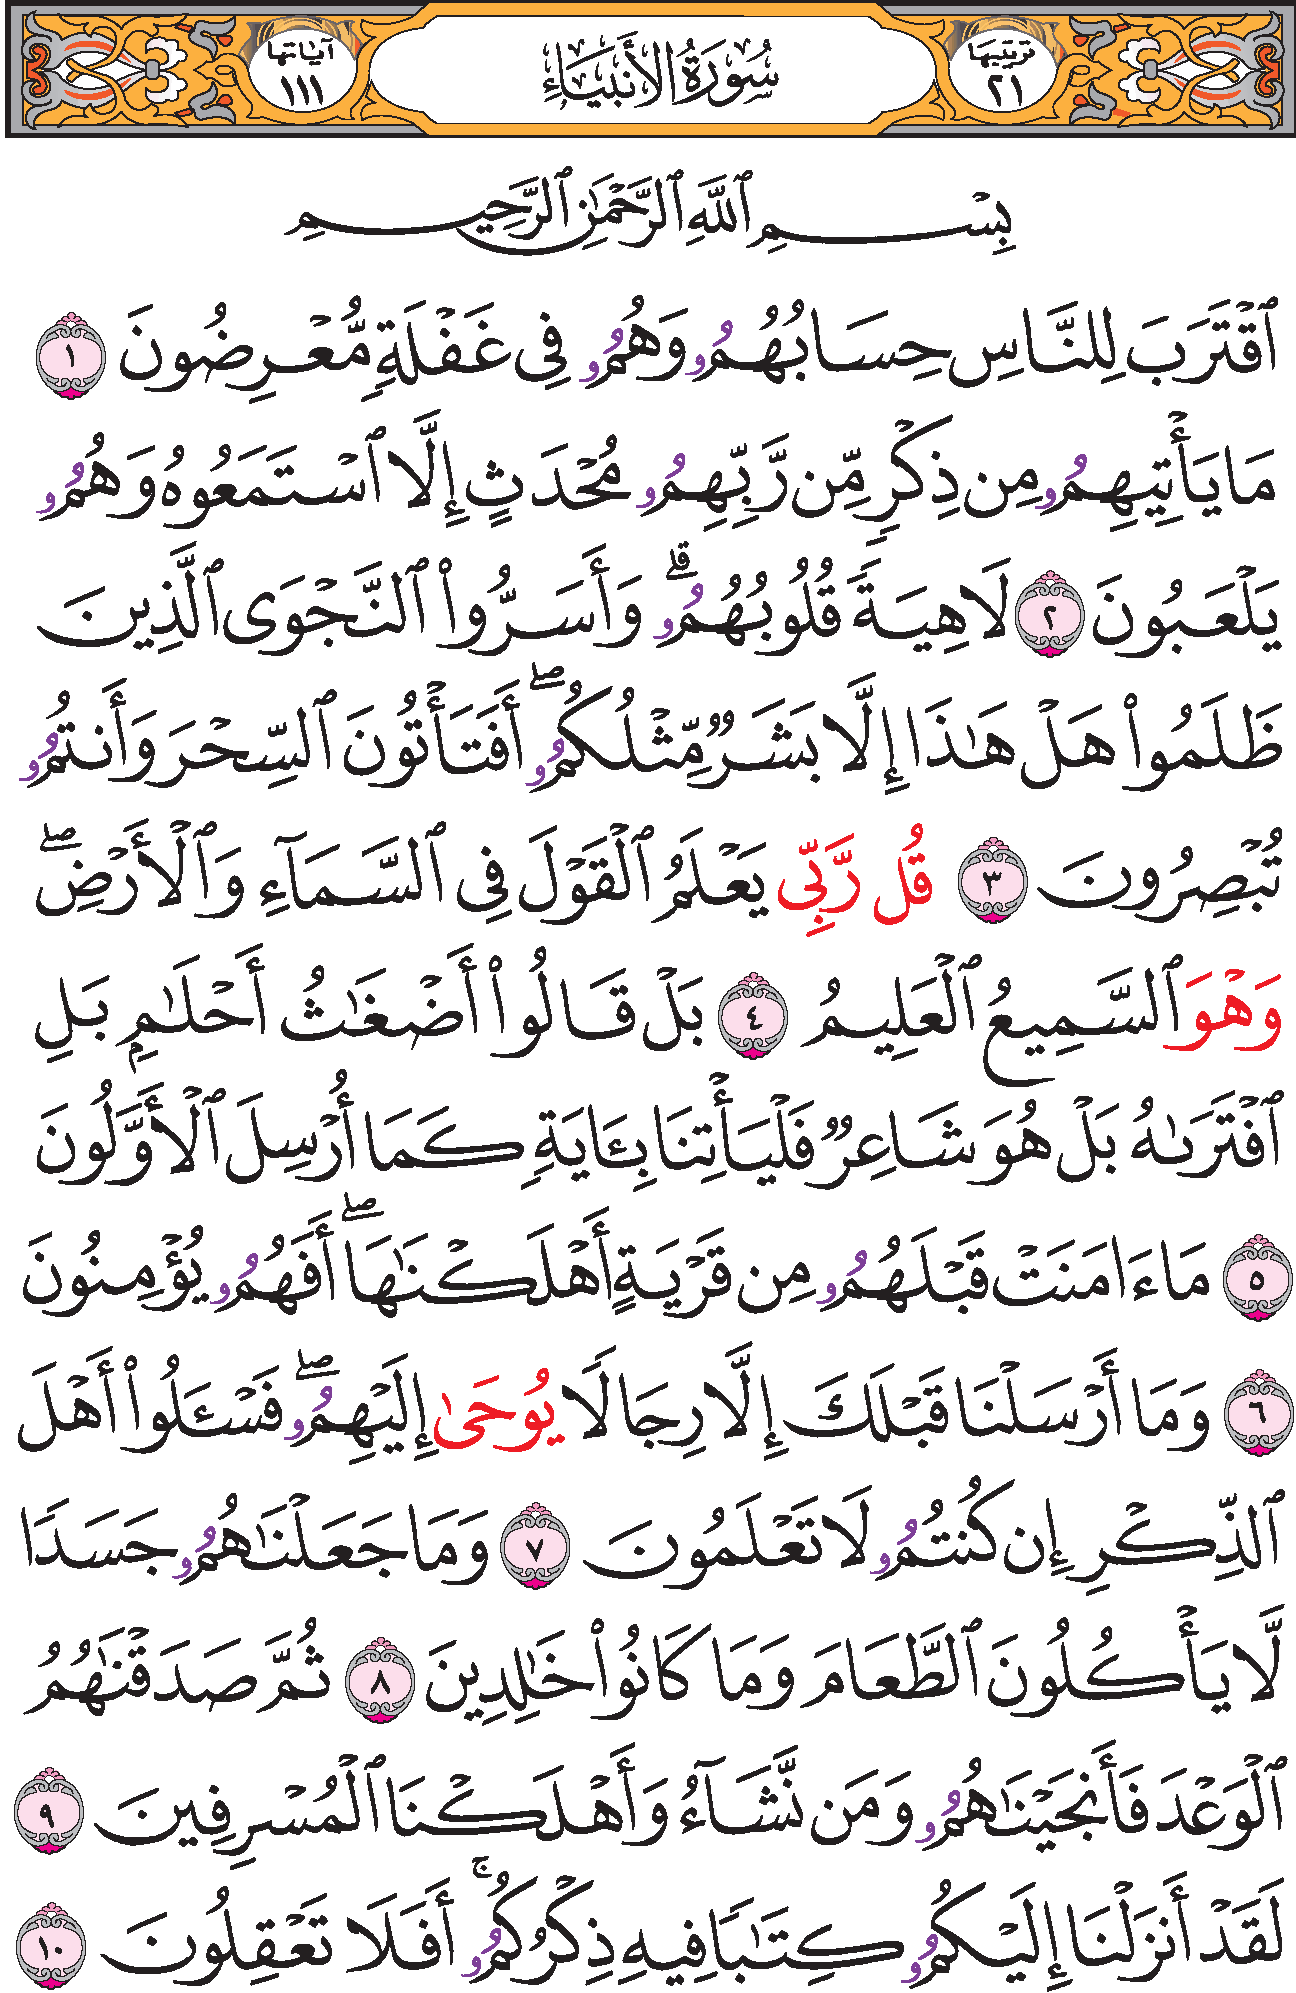 ترتيبها ٢١ سُورَةُ الأَنبِيَاءِ آياتها ١١١
بِسْمِ ٱللَّهِ ٱلرَّحْمَٰنِ ٱلرَّحِيمِ
ٱقْتَرَبَ لِلنَّاسِ حِسَابُهُمُۥ وَهُمُۥ فِى غَفْلَةٍ مُّعْرِضُونَ ١
مَا يَأْتِيهِمُۥ مِن ذِكْرٍ مِّن رَّبِّهِمُۥ مُحْدَثٍ إِلَّا ٱسْتَمَعُوهُ وَهُمُۥ
يَلْعَبُونَ ٢ لَاهِيَةً قُلُوبُهُمُۥ ۗ وَأَسَرُّوا۟ ٱلنَّجْوَى ٱلَّذِينَ
ظَلَمُوا۟ هَلْ هَٰذَا إِلَّا بَشَرٌ مِّثْلُكُمُۥ ۖ أَفَتَأْتُونَ ٱلسِّحْرَ وَأَنتُمُۥ
تُبْصِرُونَ ٣ قُل رَّبِّى يَعْلَمُ ٱلْقَوْلَ فِى ٱلسَّمَآءِ وَٱلْأَرْضِ ۖ
وَهْوَ ٱلسَّمِيعُ ٱلْعَلِيمُ ٤ بَلْ قَالُوا۟ أَضْغَٰثُ أَحْلَٰمٍۭ بَلِ
ٱفْتَرَىٰهُ بَلْ هُوَ شَاعِرٌ فَلْيَأْتِنَا بِـَٔايَةٍ كَمَا أُرْسِلَ ٱلْأَوَّلُونَ
٥ مَا ءَامَنَتْ قَبْلَهُمُۥ مِن قَرْيَةٍ أَهْلَكْنَٰهَا ۖ أَفَهُمُۥ يُؤْمِنُونَ
٦ وَمَا أَرْسَلْنَا قَبْلَكَ إِلَّا رِجَالًا يُوحَىٰ إِلَيْهِمُۥ ۖ فَسْـَٔلُوا۟ أَهْلَ
ٱلذِّكْرِ إِن كُنتُمُۥ لَا تَعْلَمُونَ ٧ وَمَا جَعَلْنَٰهُمُۥ جَسَدًا
لَّا يَأْكُلُونَ ٱلطَّعَامَ وَمَا كَانُوا۟ خَٰلِدِينَ ٨ ثُمَّ صَدَقْنَٰهُمُ
ٱلْوَعْدَ فَأَنجَيْنَٰهُمُۥ وَمَن نَّشَآءُ وَأَهْلَكْنَا ٱلْمُسْرِفِينَ ٩
لَقَدْ أَنزَلْنَا إِلَيْكُمُۥ كِتَٰبًا فِيهِ ذِكْرُكُمُۥ ۚ أَفَلَا تَعْقِلُونَ ١٠